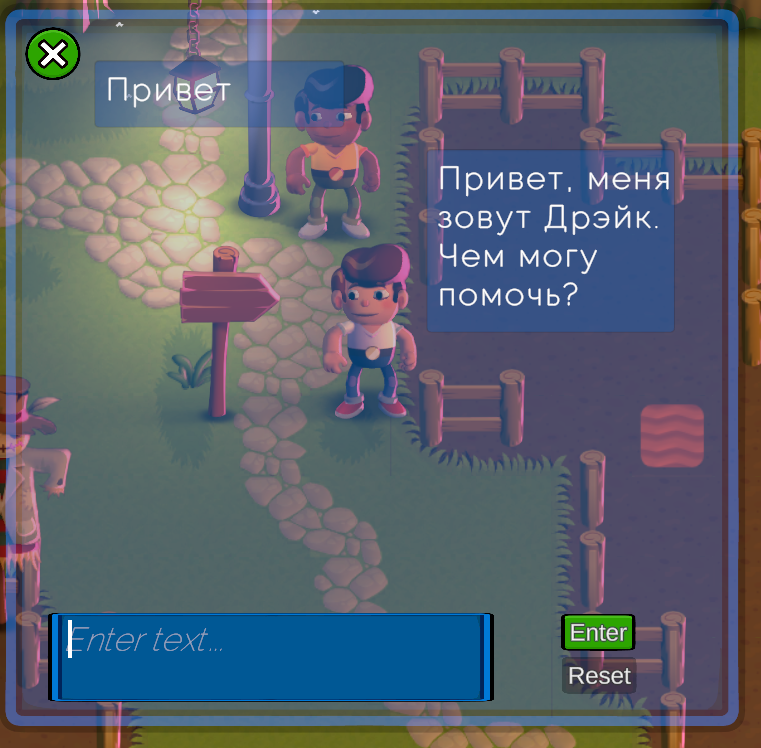 Привет
Привет, меня
зовут Дрэйк.
Чем могу
помочь?
Enter text...
Enter
Reset